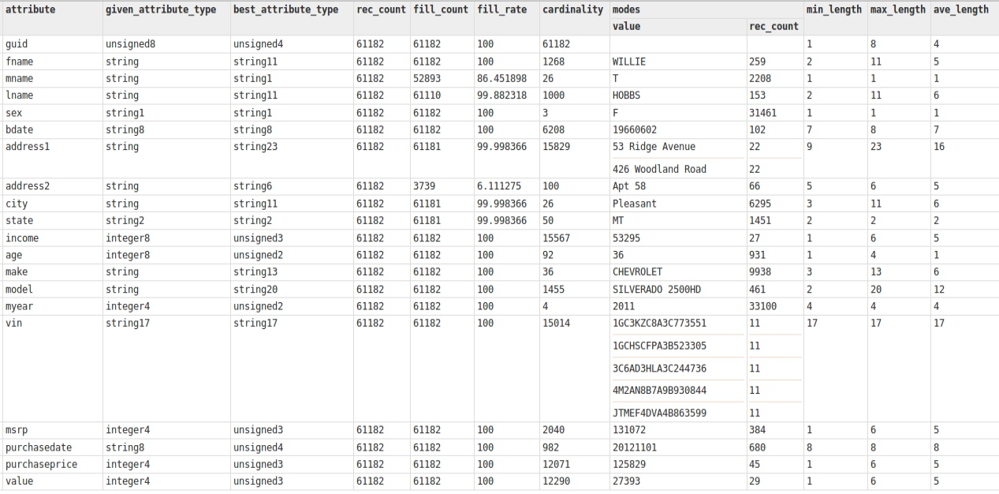 attribute given_attribute_type best_attribute_type rec_count fill_count fill_rate cardinality modes min_length max_length ave_length
value rec_count
guid unsigned8 unsigned4 61182 61182 100 61182 1 8 4
fname string string11 61182 61182 100 1268 WILLIE 259 2 11 5
mname string string1 61182 52893 86.451898 26 T 2208 1 1 1
lname string string11 61182 61110 99.882318 1000 HOBBS 153 2 11 6
sex string1 string1 61182 61182 100 3 F 31461 1 1 1
bdate string8 string8 61182 61182 100 6208 19660602 102 7 8 7
address1 string string23 61182 61181 99.998366 15829 53 Ridge Avenue 22 9 23 16
426 Woodland Road 22
address2 string string6 61182 3739 6.111275 100 Apt 58 66 5 6 5
city string string11 61182 61181 99.998366 26 Pleasant 6295 3 11 6
state string2 string2 61182 61181 99.998366 50 MT 1451 2 2 2
income integer8 unsigned3 61182 61182 100 15567 53295 27 1 6 5
age integer8 unsigned2 61182 61182 100 92 36 931 1 4 1
make string string13 61182 61182 100 36 CHEVROLET 9938 3 13 6
model string string20 61182 61182 100 1455 SILVERADO 2500HD 461 2 20 12
myear integer4 unsigned2 61182 61182 100 4 2011 33100 4 4 4
vin string17 string17 61182 61182 100 15014 1GC3KZC8A3C773551 11 17 17 17
1GCHSCFPA3B523305 11
3C6AD3HLA3C244736 11
4M2AN8B7A9B930844 11
JTMEF4DVA4B863599 11
msrp integer4 unsigned3 61182 61182 100 2040 131072 384 1 6 5
purchasedate string8 unsigned4 61182 61182 100 982 20121101 680 8 8 8
purchaseprice integer4 unsigned3 61182 61182 100 12071 125829 45 1 6 5
value integer4 unsigned3 61182 61182 100 12290 27393 29 1 6 5